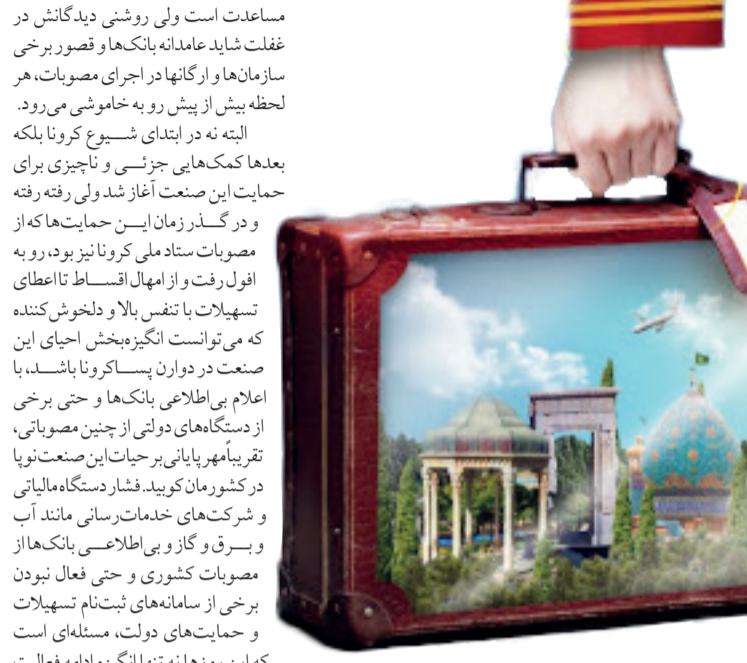 مساعدت است ولی روشنی دیدگانش در
غفلت شاید عامدانه بانک‌ها و قصور برخی
سازمان‌ها و ارگانها در اجرای مصوبات، هر
لحظه بیش از پیش رو به خاموشی می‌رود.
البته نه در ابتدای شیوع کرونا بلکه
بعدها کمک‌هایی جزئی و ناچیزی برای
حمایت این صنعت آغاز شد ولی رفته رفته
و در گذر زمان این حمایت‌ها که از
مصوبات ستاد ملی کرونا نیز بود، رو به
افول رفت و از امهال اقساط تا اعطای
تسهیلات با تنفس بالا و دلخوش‌کننده
که می‌توانست انگیزه‌بخش احیای این
صنعت در دوارن پساکرونا باشد، با
اعلام بی‌اطلاعی بانک‌ها و حتی برخی
از دستگاه‌های دولتی از چنین مصوباتی،
تقریباً مهر پایانی بر حیات این صنعت نوپا
در کشورمان کوبید. فشار دستگاه مالیاتی
و شرکت‌های خدمات‌رسانی مانند آب
و برق و گاز و بی‌اطلاعی بانک‌ها از
مصوبات کشوری و حتی فعال نبودن
برخی از سامانه‌های ثبت‌نام تسهیلات
و حمایت‌های دولت، مسئله‌ای است